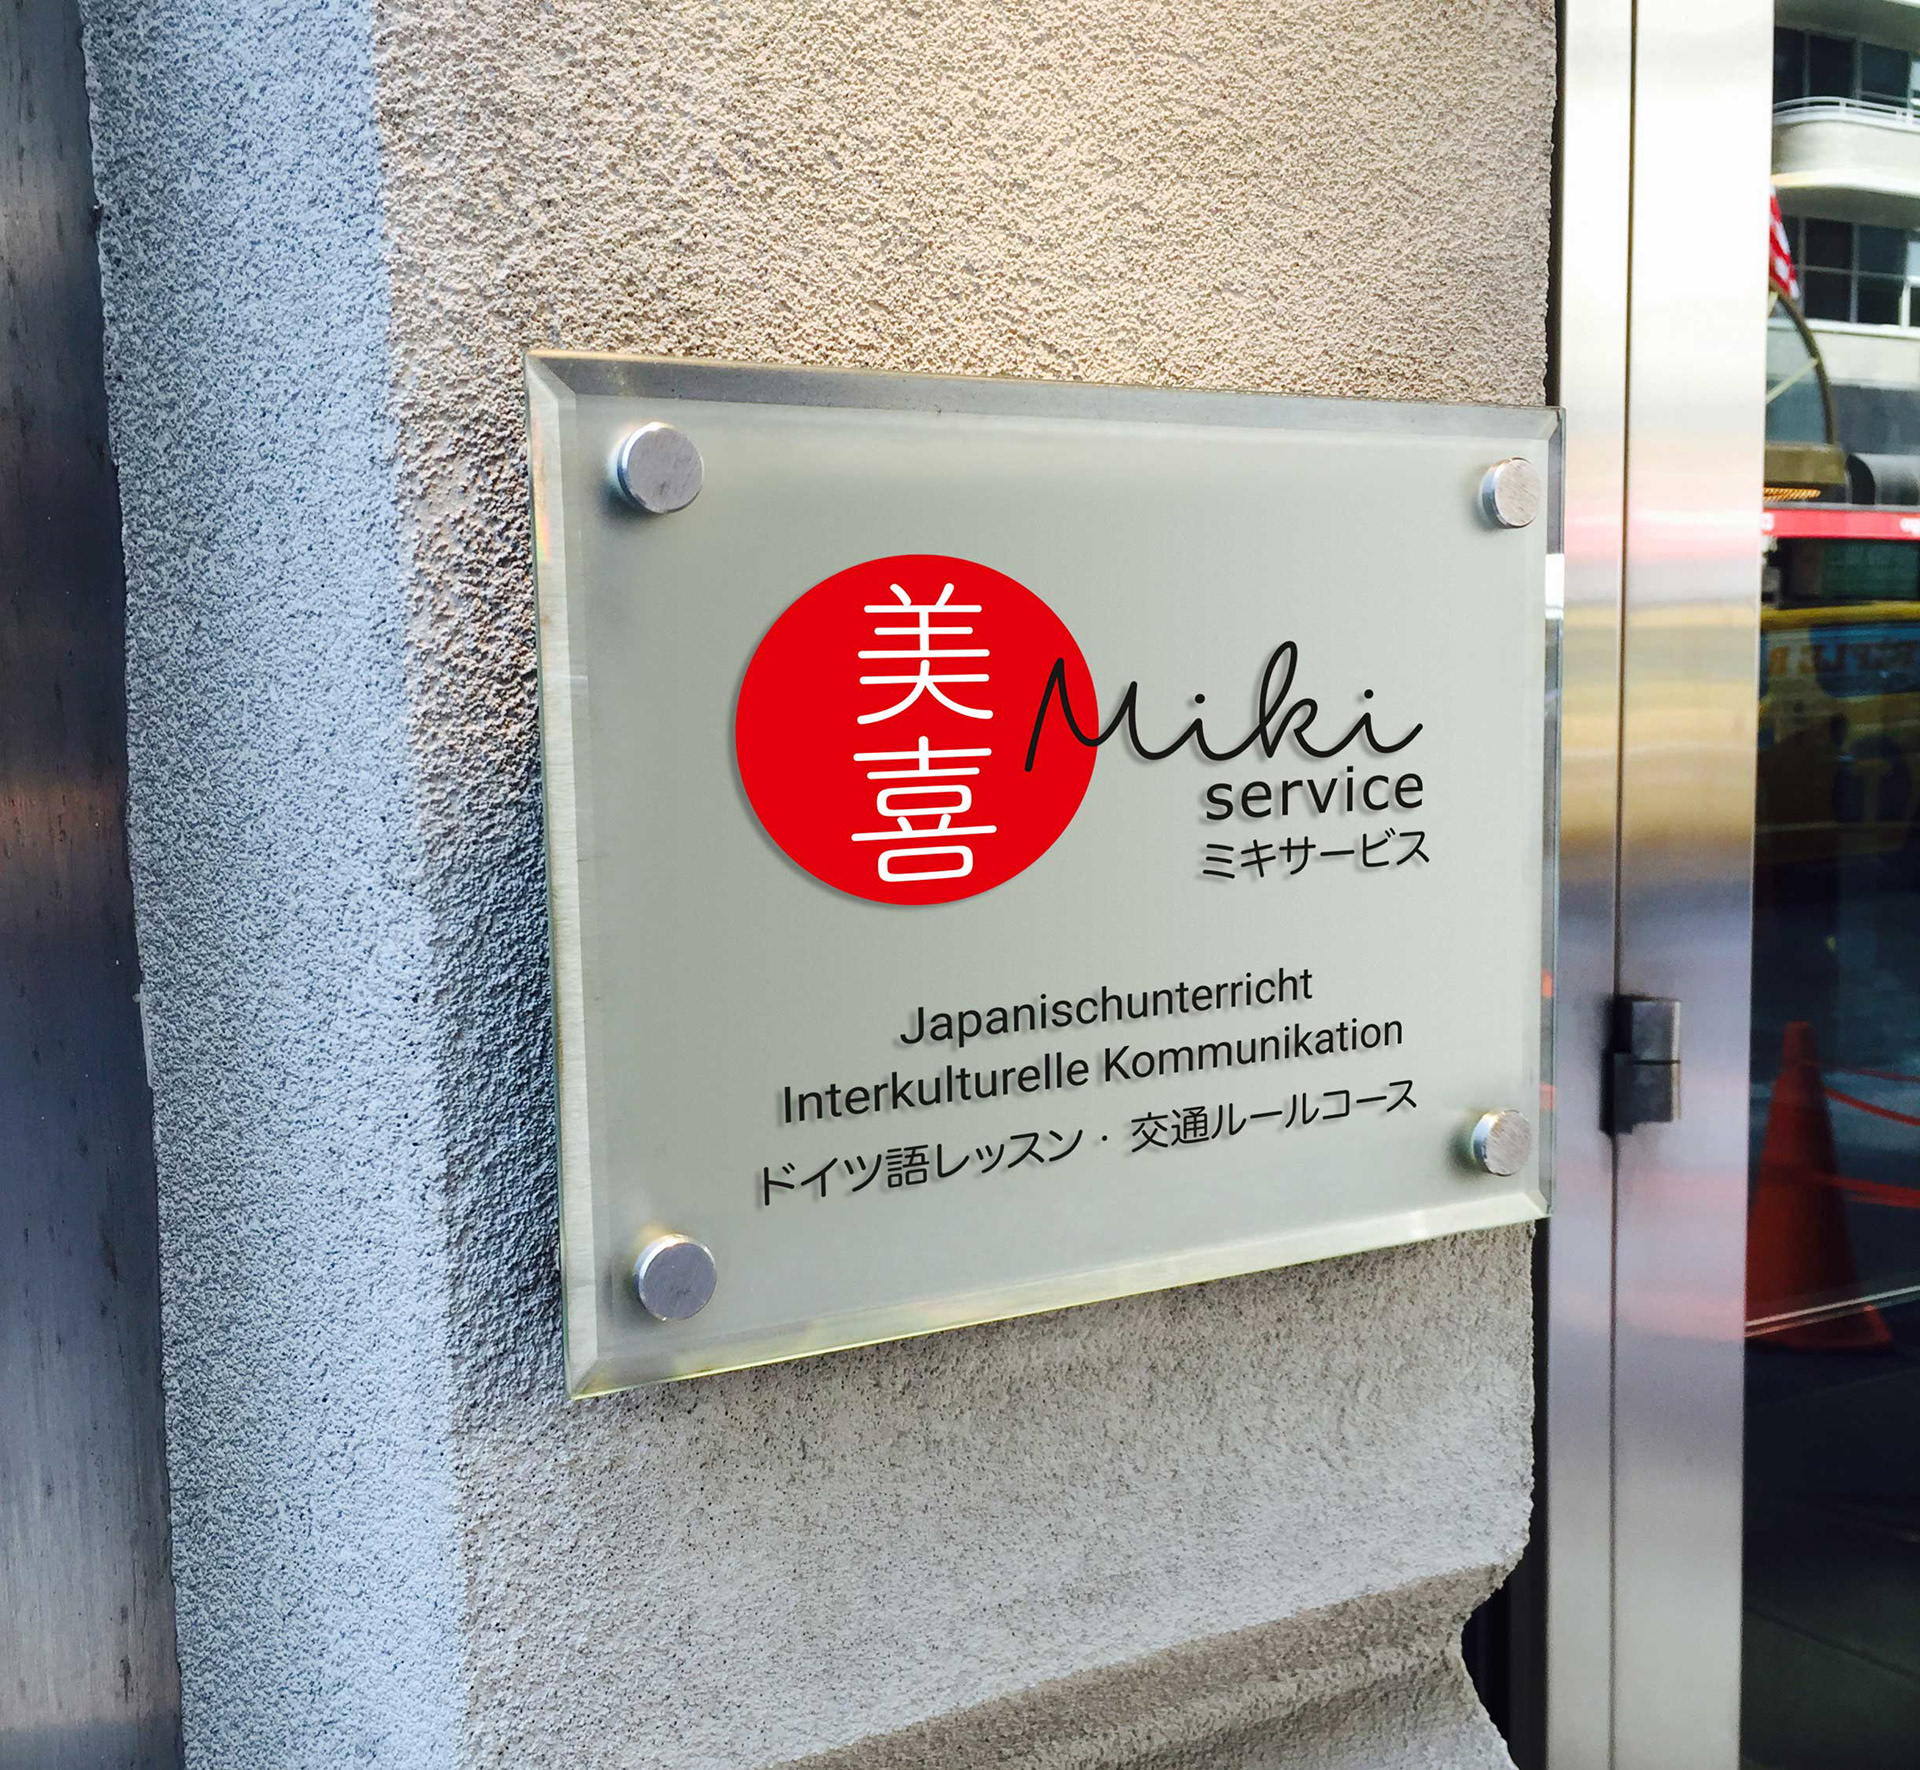 美喜
Miki
service
ミキサービス
Japanischunterricht
Interkulturelle Kommunikation
ドイツ語レッスン・交通ルールコース